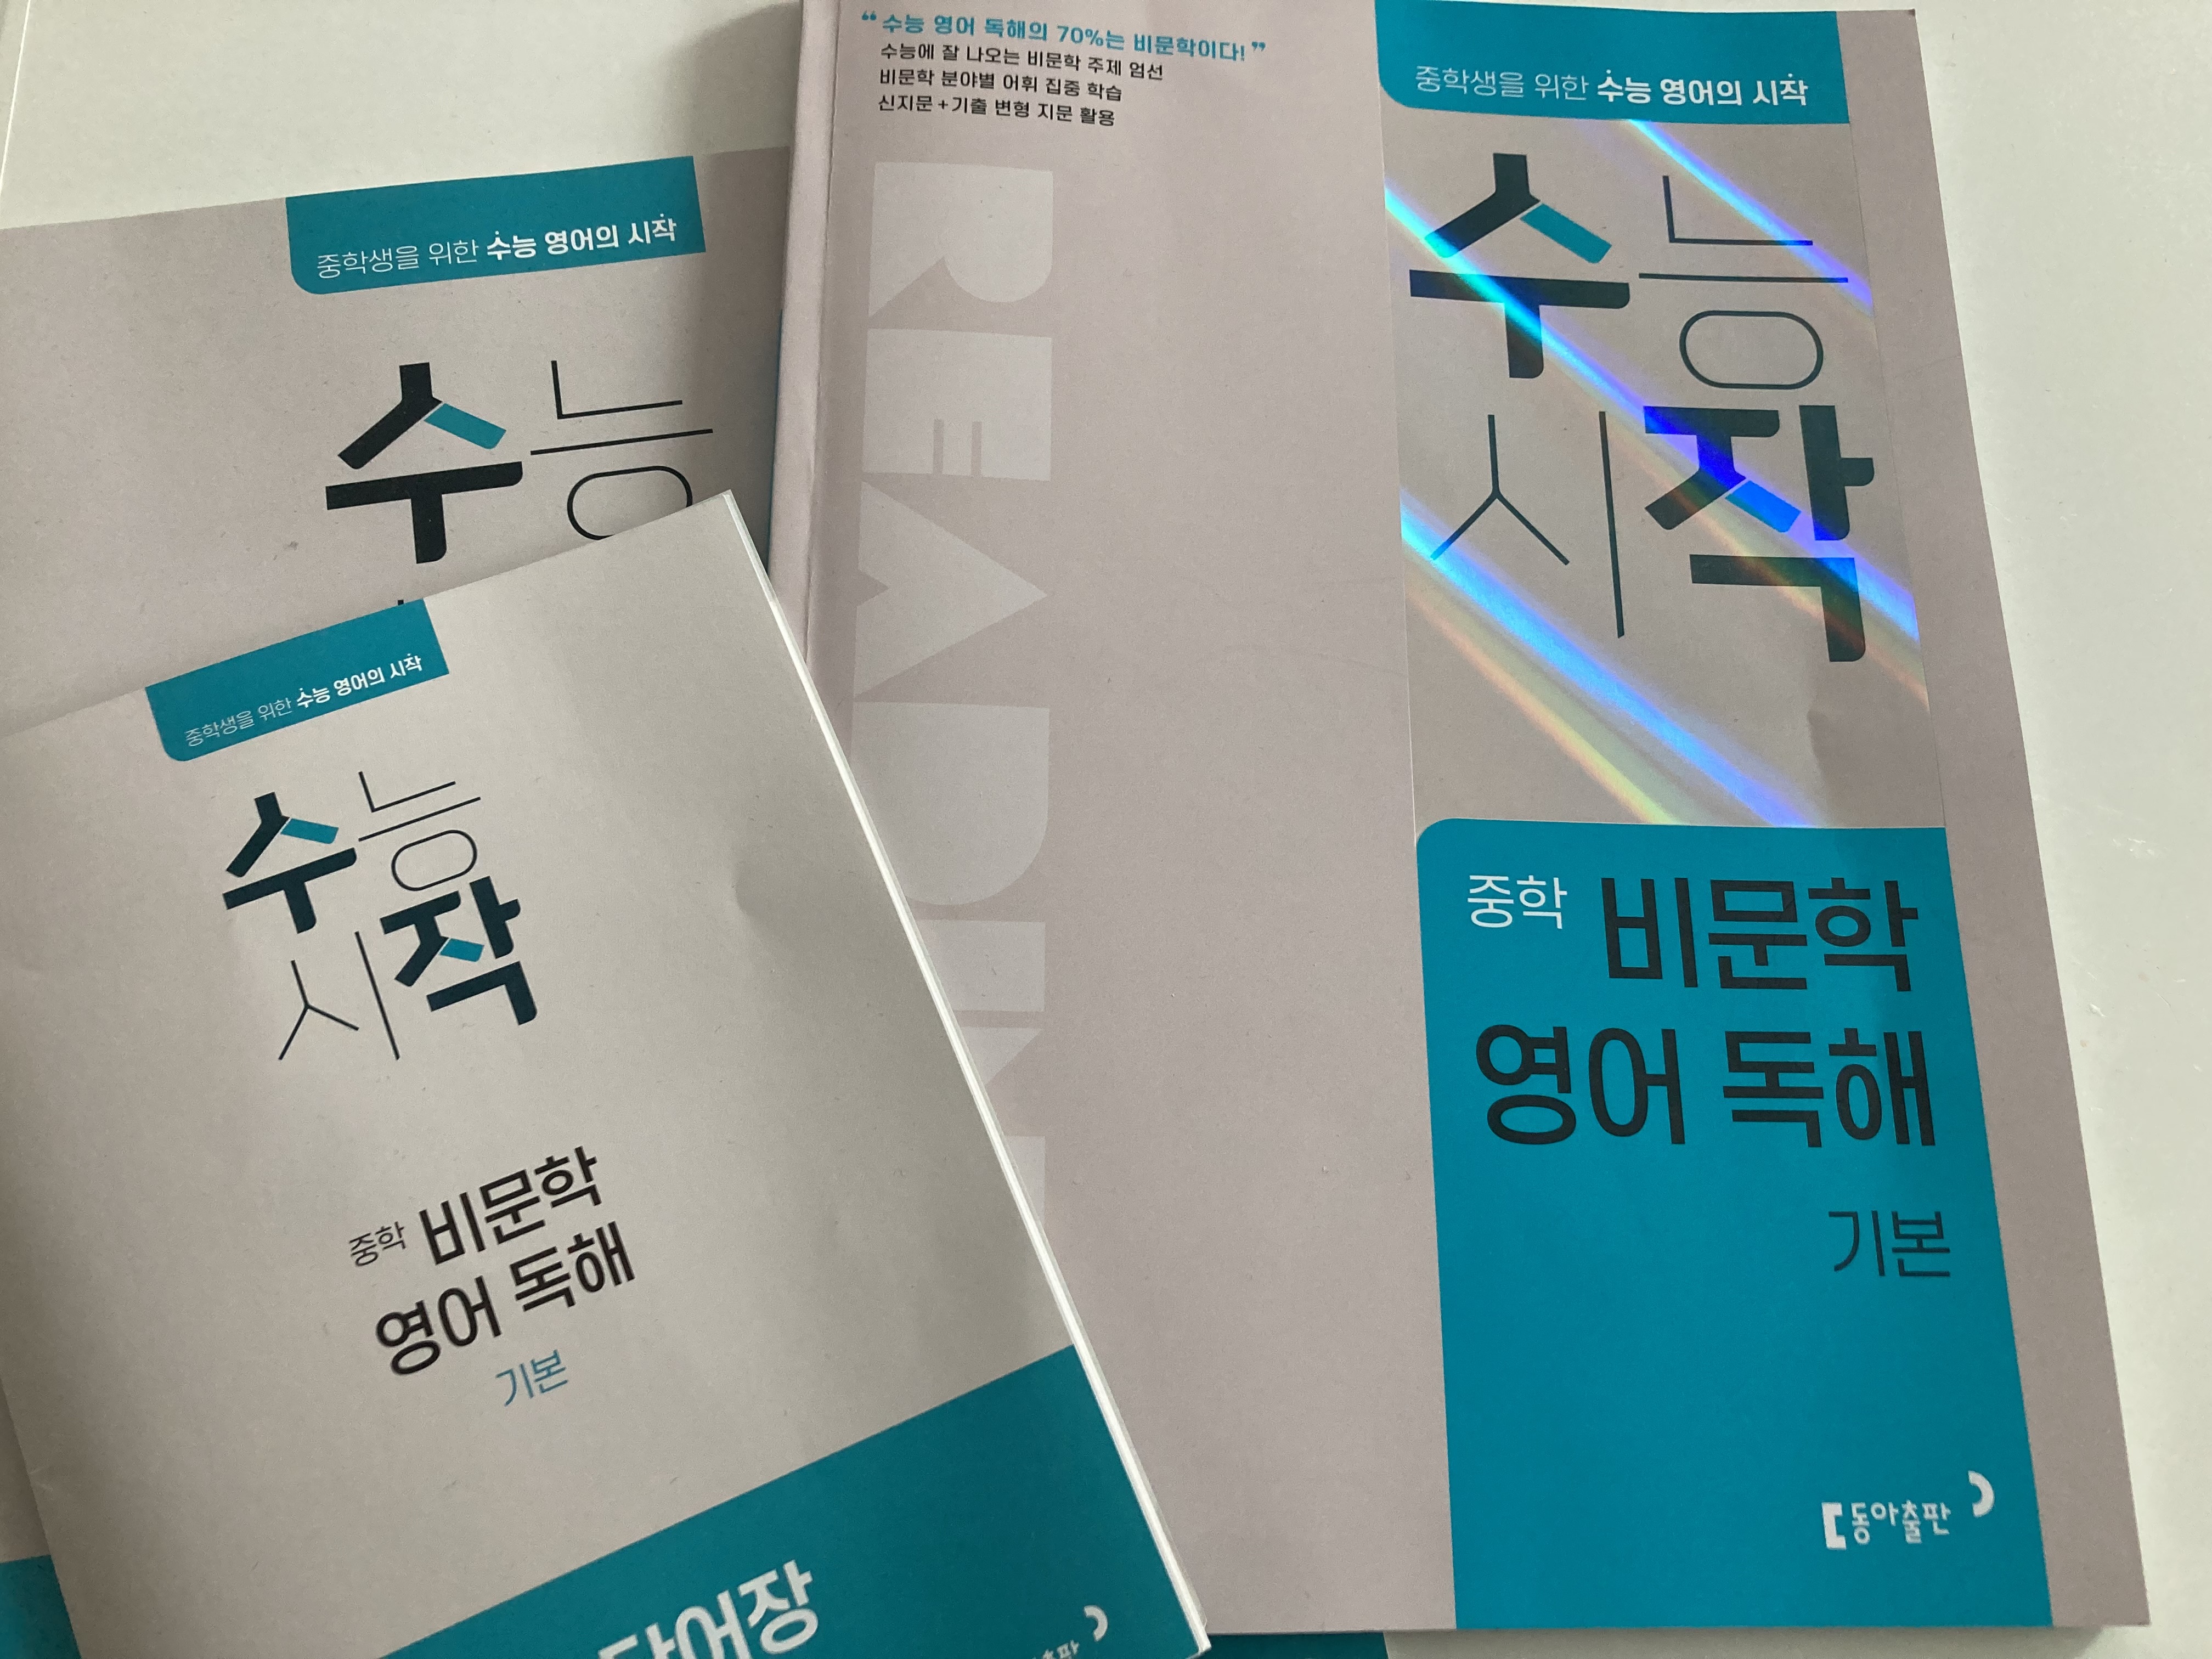 “ 수능 영어 독해의 70%는 비문학이다! ”
수능에 잘 나오는 비문학 주제 엄선
비문학 분야별 어휘 집중 학습
신지문+기출 변형 지문 활용
중학생을 위한 수능 영어의 시작
수능
시작
중학 비문학
영어 독해
기본
동아출판
중학생을 위한 수능 영어의 시작
수능
중학생을 위한 수능 영어의 시작
수능
시작
중학 비문학
영어 독해
기본
단어장